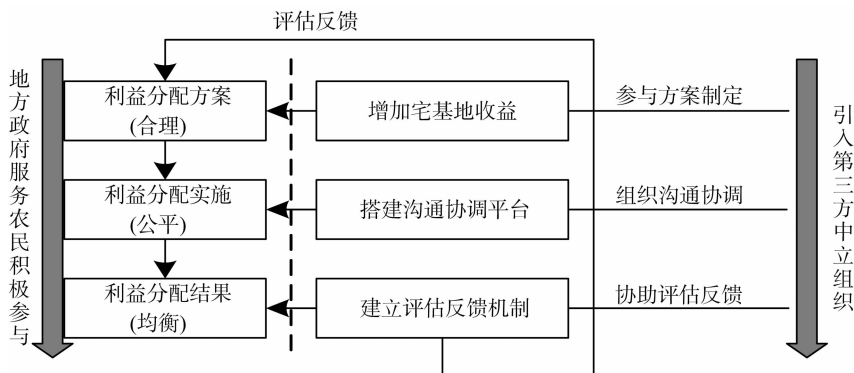 评估反馈
地方政府服务农民积极参与
利益分配方案
(合理)
增加宅基地收益
参与方案制定
利益分配实施
(公平)
搭建沟通协调平台
组织沟通协调
利益分配结果
(均衡)
建立评估反馈机制
协助评估反馈
引入第三方中立组织